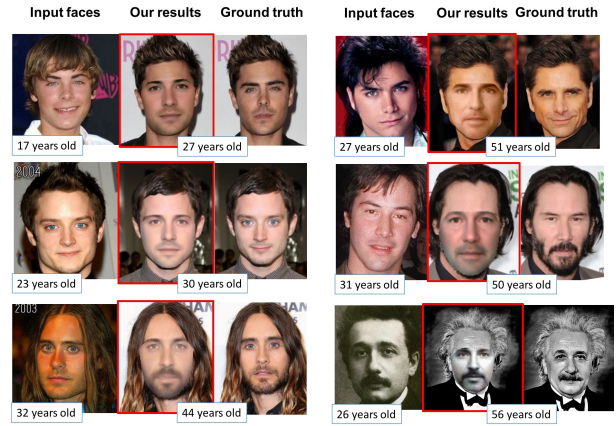 Input faces Our results Ground truth Input faces Our results Ground truth
17 years old 27 years old 27 years old 51 years old
2004
23 years old 30 years old 31 years old 50 years old
2003
32 years old 44 years old 26 years old 56 years old